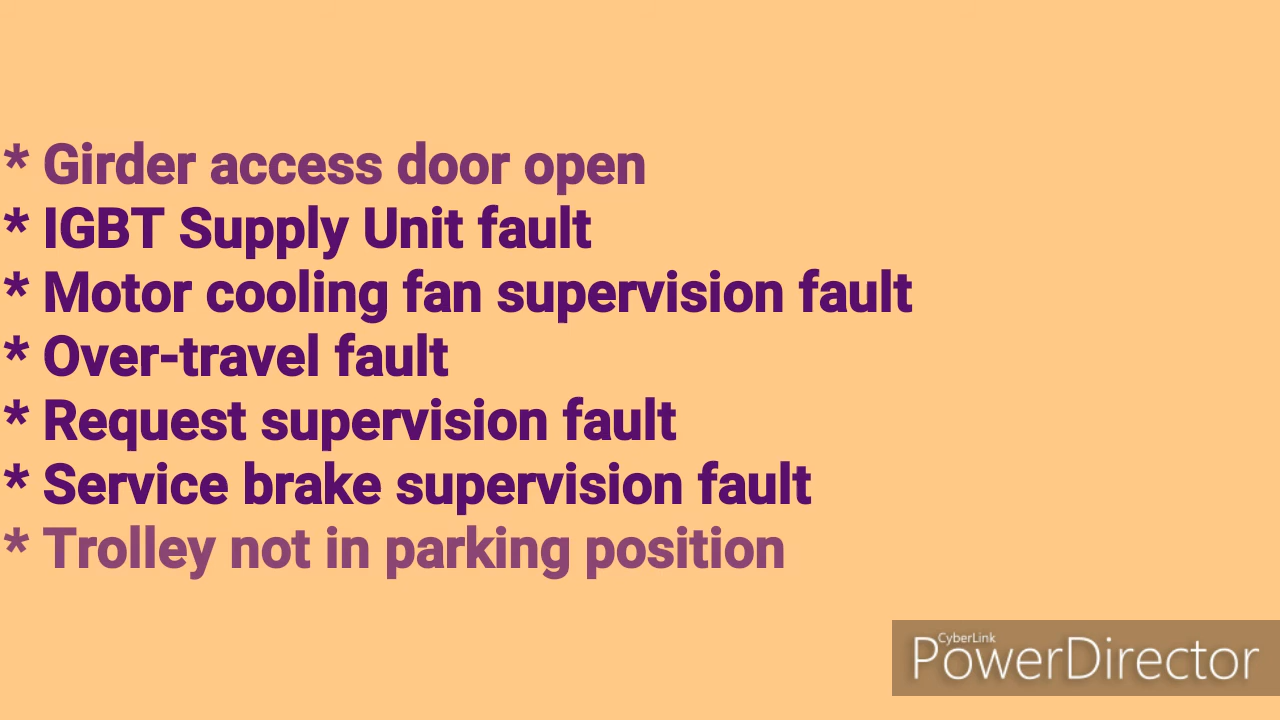 * Girder access door open
* IGBT Supply Unit fault
* Motor cooling fan supervision fault
* Over-travel fault
* Request supervision fault
* Service brake supervision fault
* Trolley not in parking position
CyberLink
PowerDirector